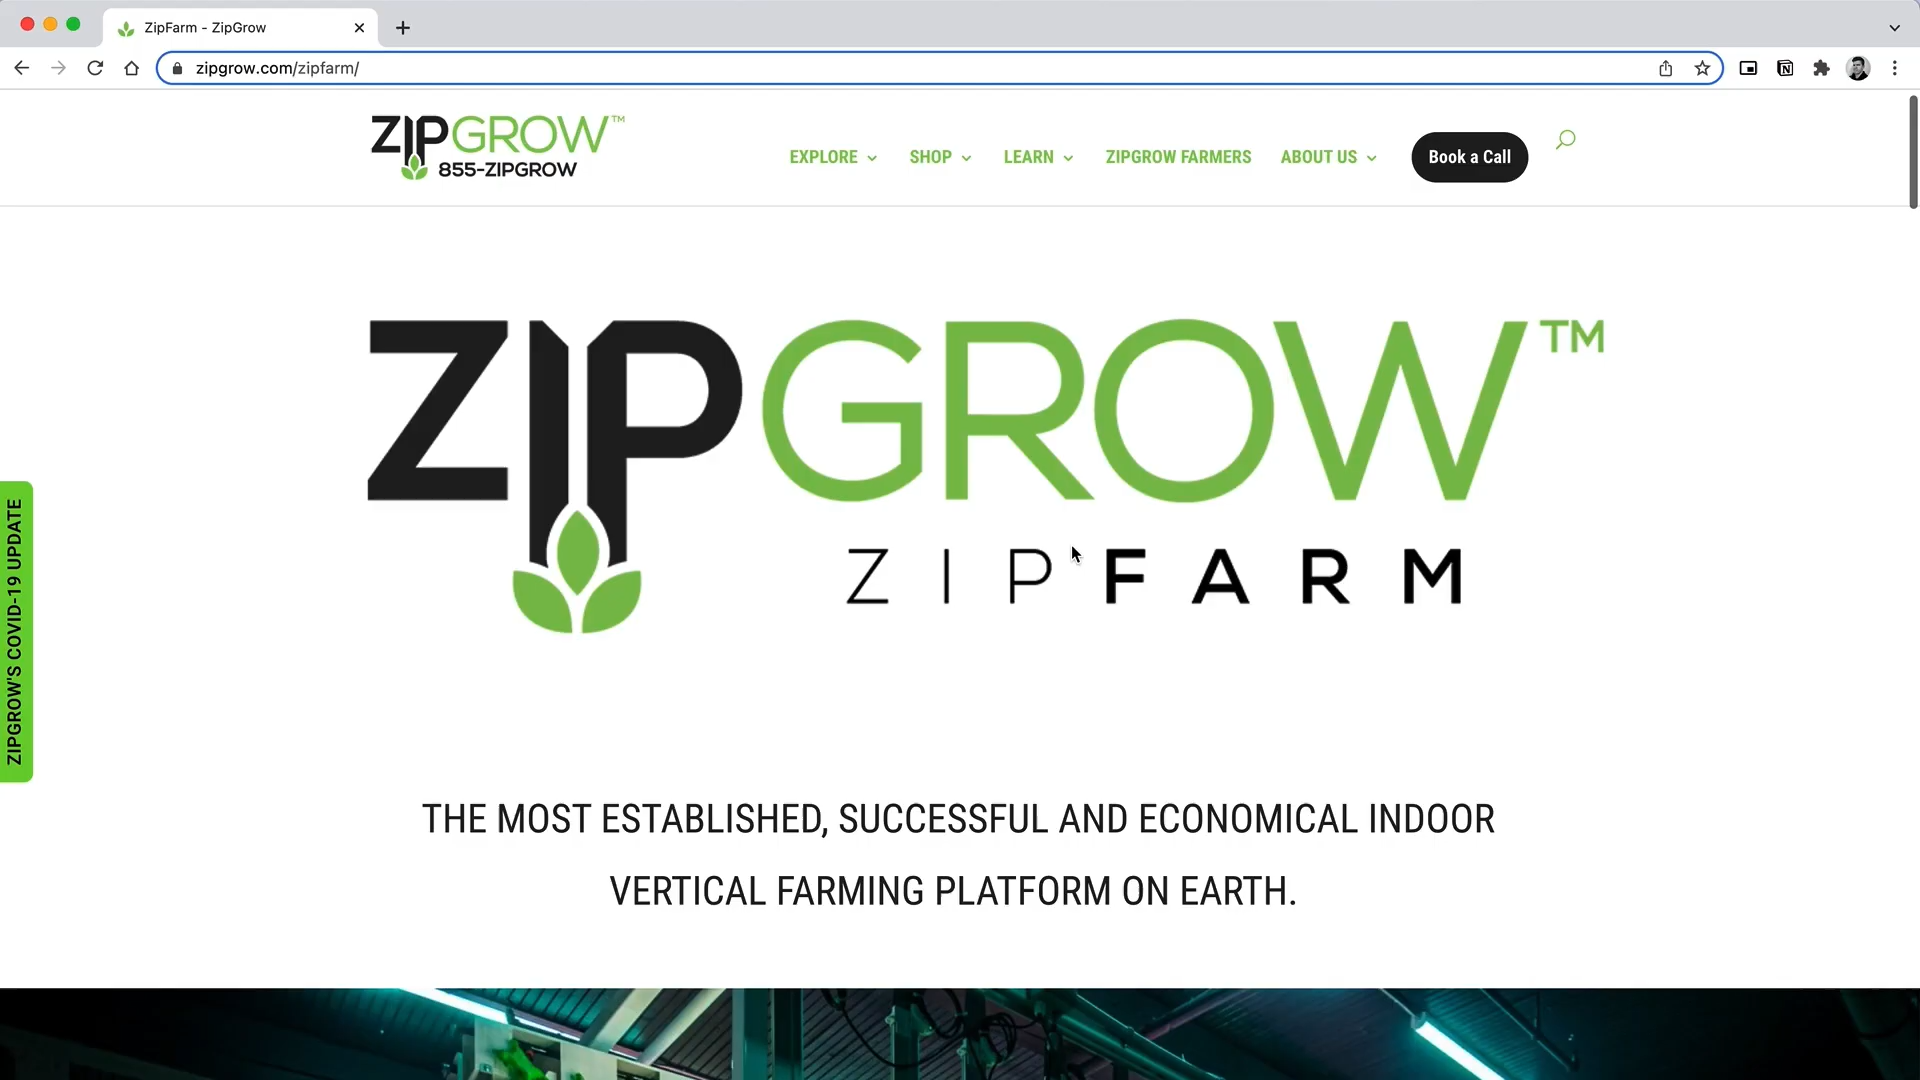 ZipFarm - ZipGrow
zipgrow.com/zipfarm/
ZIPGROW™
855-ZIPGROW
EXPLORE
SHOP
LEARN
ZIPGROW FARMERS
ABOUT US
Book a Call
ZIPGROW™
ZIPFARM
ZIPGROW'S COVID-19 UPDATE
THE MOST ESTABLISHED, SUCCESSFUL AND ECONOMICAL INDOOR
VERTICAL FARMING PLATFORM ON EARTH.